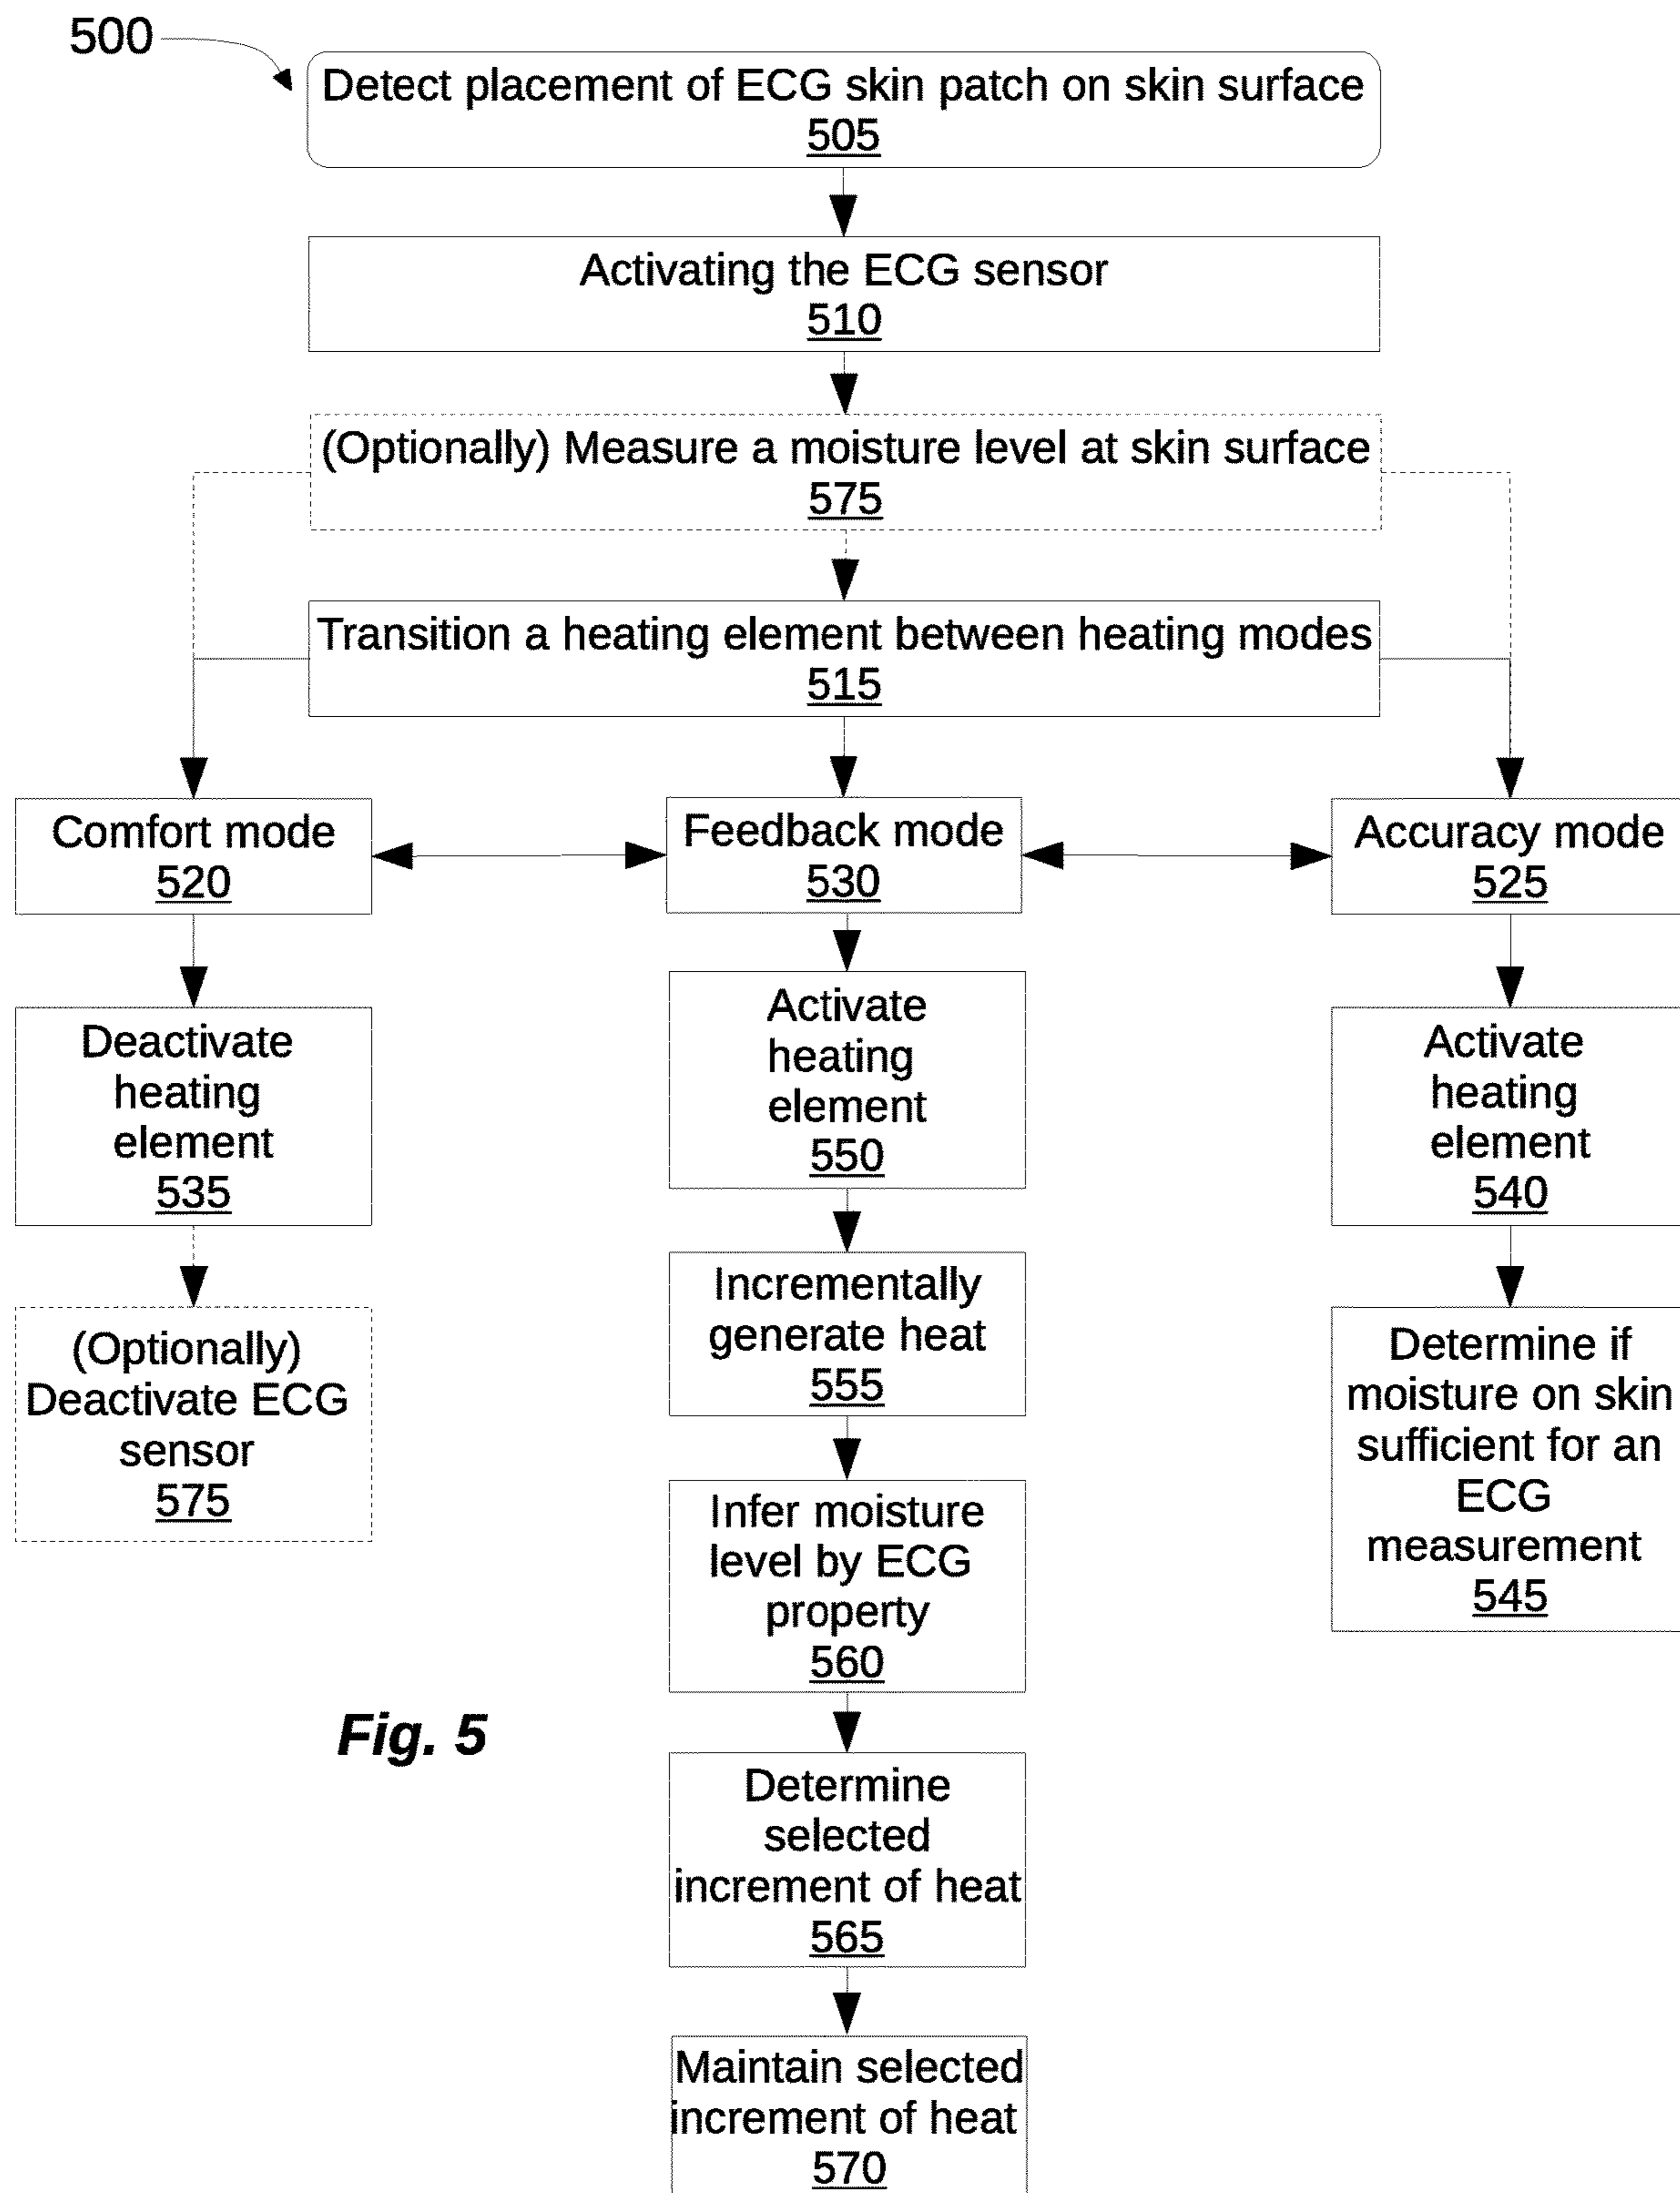 500
Detect placement of ECG skin patch on skin surface
505
Activating the ECG sensor
510
(Optionally) Measure a moisture level at skin surface
575
Transition a heating element between heating modes
515
Comfort mode
520
Feedback mode
530
Accuracy mode
525
Deactivate
heating
element
535
Activate
heating
element
550
Activate
heating
element
540
(Optionally)
Deactivate ECG
sensor
575
Incrementally
generate heat
555
Determine if
moisture on skin
sufficient for an
ECG
measurement
545
Infer moisture
level by ECG
property
560
Fig. 5
Determine
selected
increment of heat
565
Maintain selected
increment of heat
570